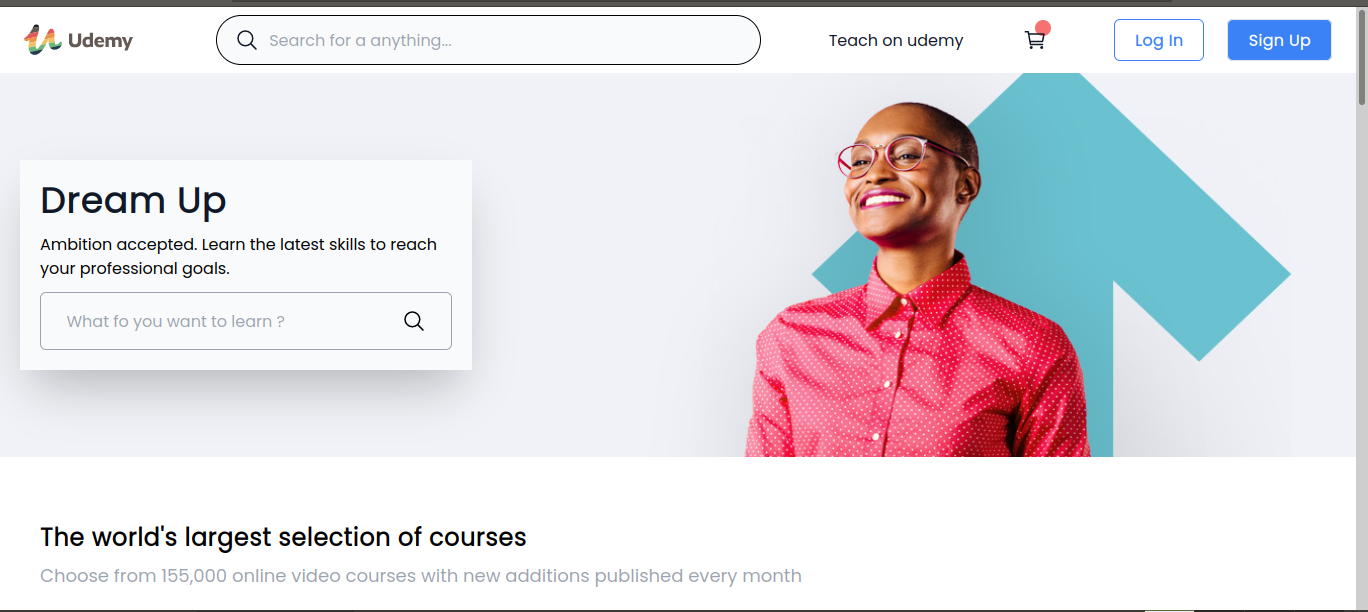 Udemy
Search for a anything...
Teach on udemy
Log In
Sign Up
Dream Up
Ambition accepted. Learn the latest skills to reach
your professional goals.
What fo you want to learn ?
The world's largest selection of courses
Choose from 155,000 online video courses with new additions published every month